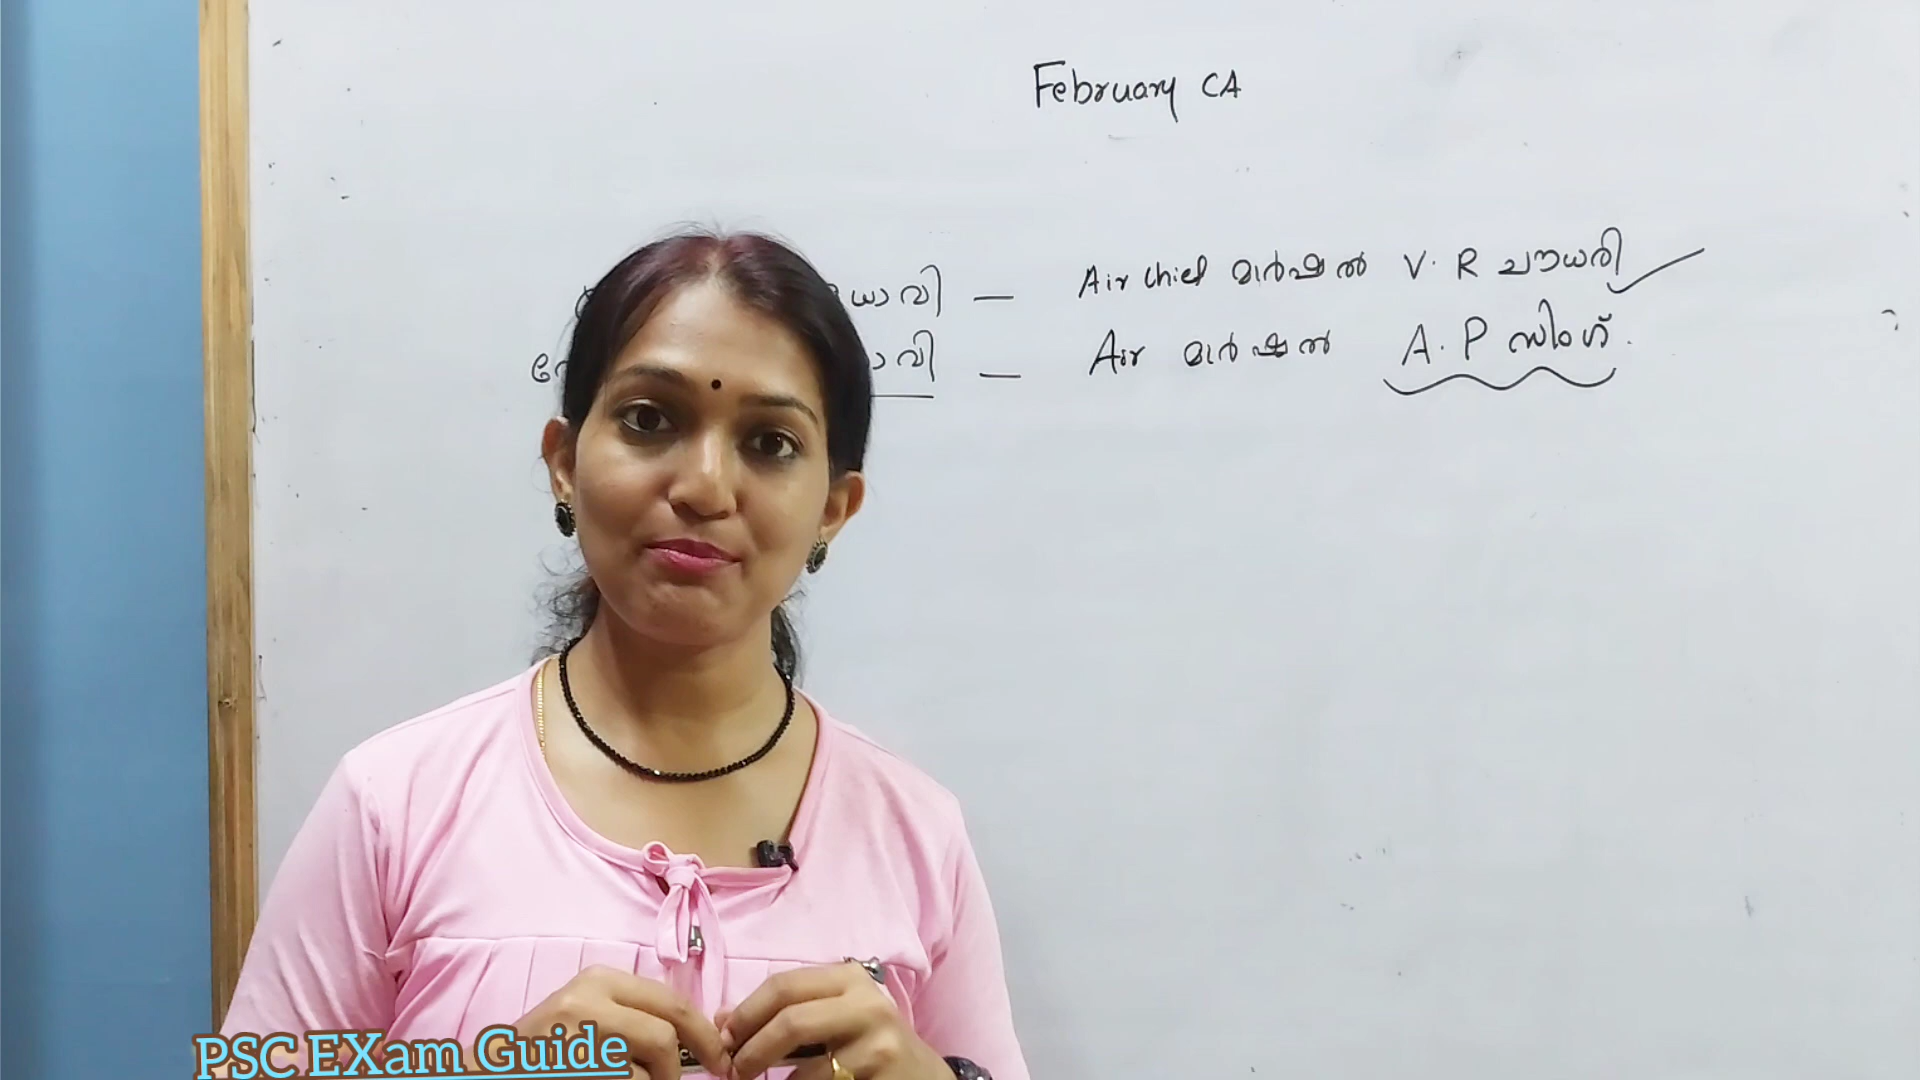 February CA
ധാവി — Air chief മാർഷൽ V. R ചൗധരി
വി — Air മാർഷൽ A. P സിംഗ്.
PSC EXam Guide